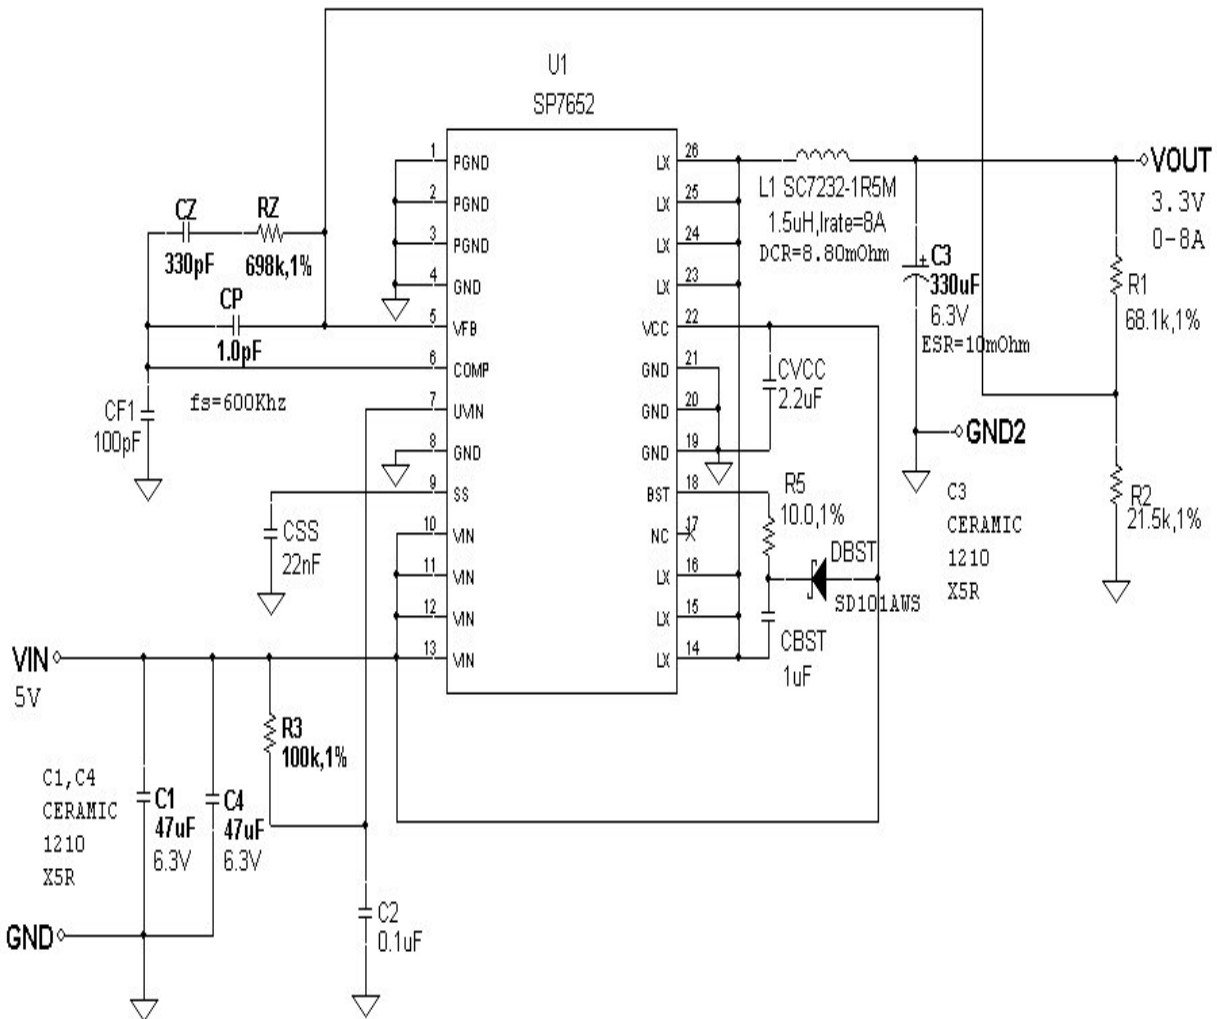 U1
SP7652
1
PGND
2
PGND
3
PGND
4
GND
5
VFB
6
COMP
7
UVIN
8
GND
9
SS
10
VIN
11
VIN
12
VIN
13
VIN
LX
26
LX
25
LX
24
LX
23
VCC
22
GND
21
GND
20
GND
19
BST
18
NC
17
LX
16
LX
15
LX
14
CZ
330pF
RZ
698k,1%
CP
1.0pF
CF1
100pF
fs=600Khz
CSS
22nF
VIN
5V
C1,C4
CERAMIC
1210
X5R
C1
47uF
6.3V
C4
47uF
6.3V
R3
100k,1%
GND
C2
0.1uF
L1 SC7232-1R5M
1.5uH,Irate=8A
DCR=8.80mOhm
VOUT
3.3V
0-8A
+
C3
330uF
6.3V
ESR=10mOhm
R1
68.1k,1%
CVCC
2.2uF
GND2
R5
10.0,1%
DBST
SD101AWS
CBST
1uF
C3
CERAMIC
1210
X5R
R2
21.5k,1%